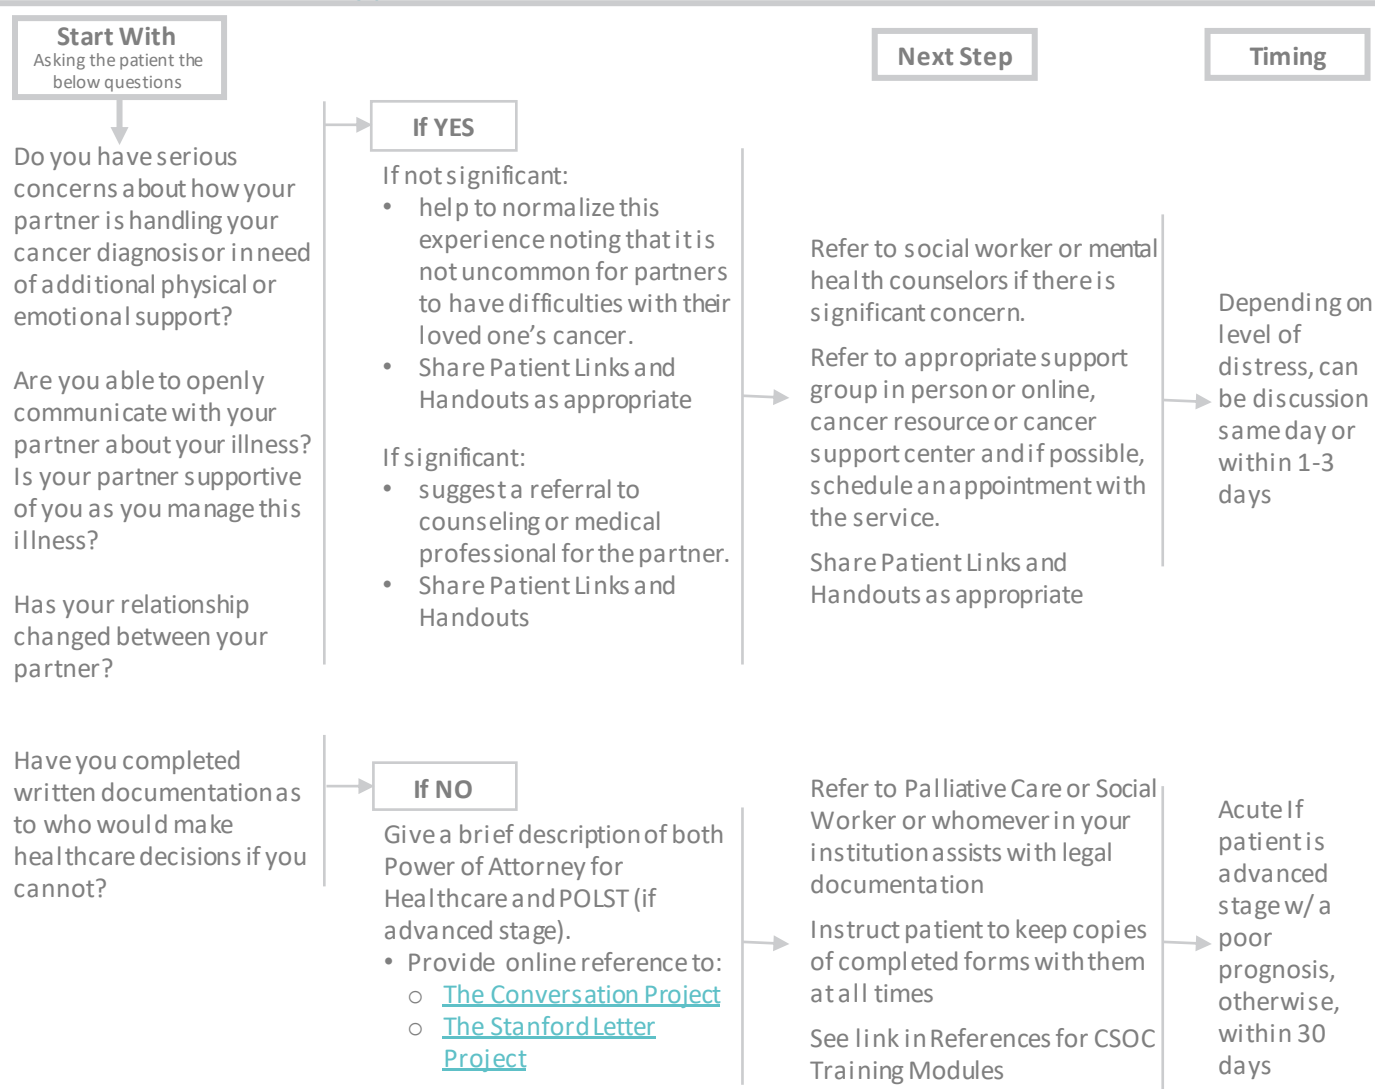 Start With
Asking the patient the
below questions
Next Step
Timing
Do you have serious
concerns about how your
partner is handling your
cancer diagnosis or in need
of additional physical or
emotional support?
Are you able to openly
communicate with your
partner about your illness?
Is your partner supportive
of you as you manage this
illness?
Has your relationship
changed between your
partner?
If YES
If not significant:
• help to normalize this
experience noting that it is
not uncommon for partners
to have difficulties with their
loved one's cancer.
• Share Patient Links and
Handouts as appropriate
If significant:
• suggest a referral to
counseling or medical
professional for the partner.
• Share Patient Links and
Handouts
Refer to social worker or mental
health counselors if there is
significant concern.
Refer to appropriate support
group in person or online,
cancer resource or cancer
support center and if possible,
schedule an appointment with
the service.
Share Patient Links and
Handouts as appropriate
Depending on
level of
distress, can
be discussion
same day or
within 1-3
days
Have you completed
written documentation as
to who would make
healthcare decisions if you
cannot?
If NO
Give a brief description of both
Power of Attorney for
Healthcare and POLST (if
advanced stage).
• Provide online reference to:
o The Conversation Project
o The Stanford Letter
Project
Refer to Palliative Care or Social
Worker or whomever in your
institution assists with legal
documentation
Instruct patient to keep copies
of completed forms with them
at all times
See link in References for CSOC
Training Modules
Acute If
patient is
advanced
stage w/ a
poor
prognosis,
otherwise,
within 30
days